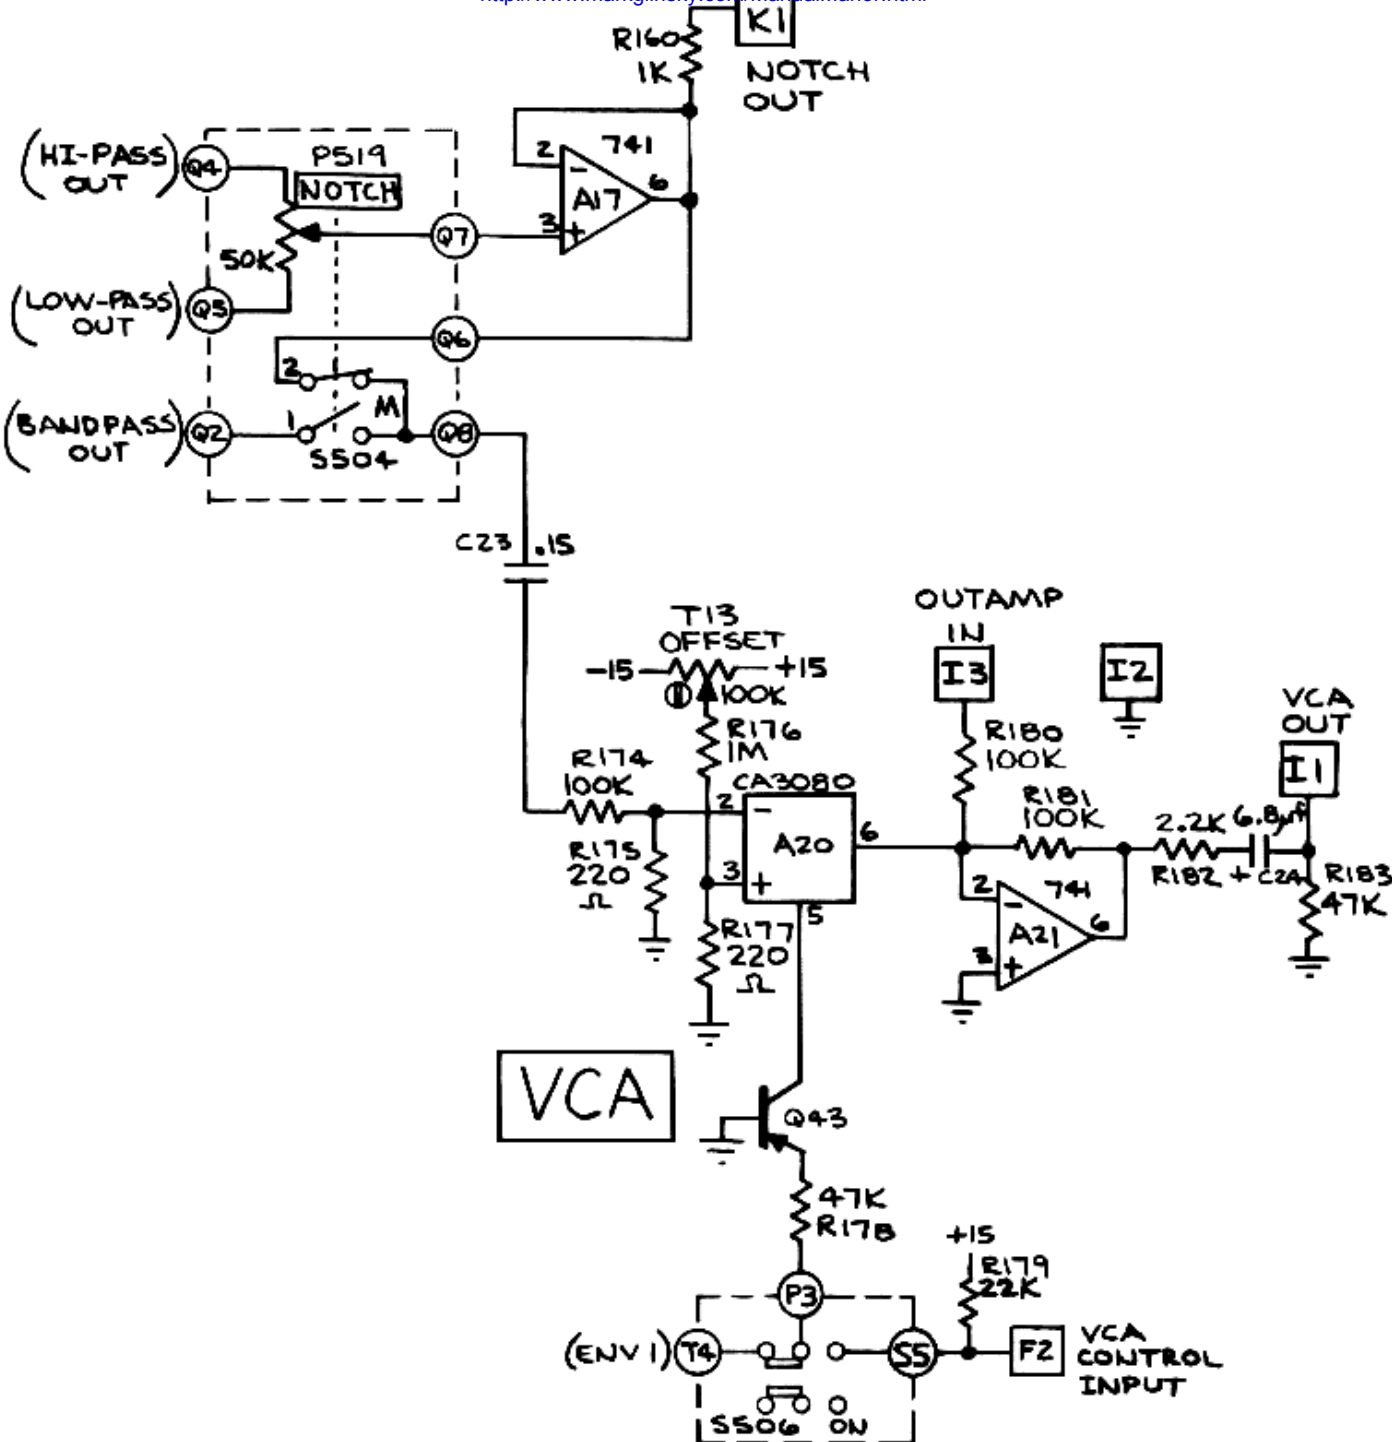 K1
R160
1K
NOTCH
OUT
(HI-PASS
OUT)
Q4
P519
NOTCH
2
741
-
A17
6
3
+
Q7
50K
(LOW-PASS
OUT)
Q5
Q6
2
M
(BANDPASS
OUT)
Q2
1
Q8
S504
C23
.15
OUTAMP
IN
I3
I2
T13
OFFSET
-15
+15
100K
VCA
OUT
I1
R176
1M
R174
100K
R180
100K
CA3080
2
-
A20
6
3
+
5
R181
100K
2.2K
6.8µf
R182
+
C24
R183
47K
R175
220
Ω
R177
220
Ω
2
741
-
A21
6
3
+
VCA
Q43
47K
R178
+15
R179
22K
P3
(ENV 1)
T4
S5
F2
VCA
CONTROL
INPUT
S506
ON